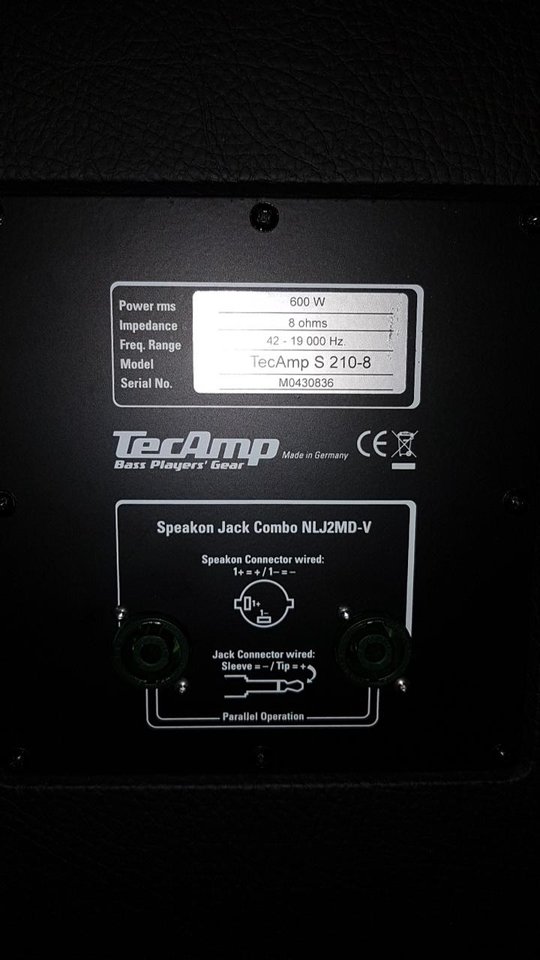 Power rms 600 W
Impedance 8 ohms
Freq. Range 42 - 19 000 Hz.
Model TecAmp S 210-8
Serial No. M0430836
TecAmp
Bass Players' Gear
Made in Germany
CE
Speakon Jack Combo NLJ2MD-V
Speakon Connector wired:
1+ = + / 1− = −
1+
1−
Jack Connector wired:
Sleeve = − / Tip = +
Parallel Operation